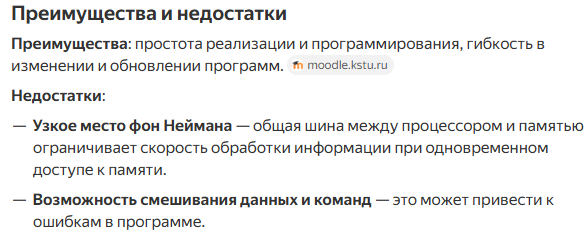 Преимущества и недостатки
Преимущества: простота реализации и программирования, гибкость в
изменении и обновлении программ. moodle.kstu.ru
Недостатки:
— Узкое место фон Неймана — общая шина между процессором и памятью
ограничивает скорость обработки информации при одновременном
доступе к памяти.
— Возможность смешивания данных и команд — это может привести к
ошибкам в программе.